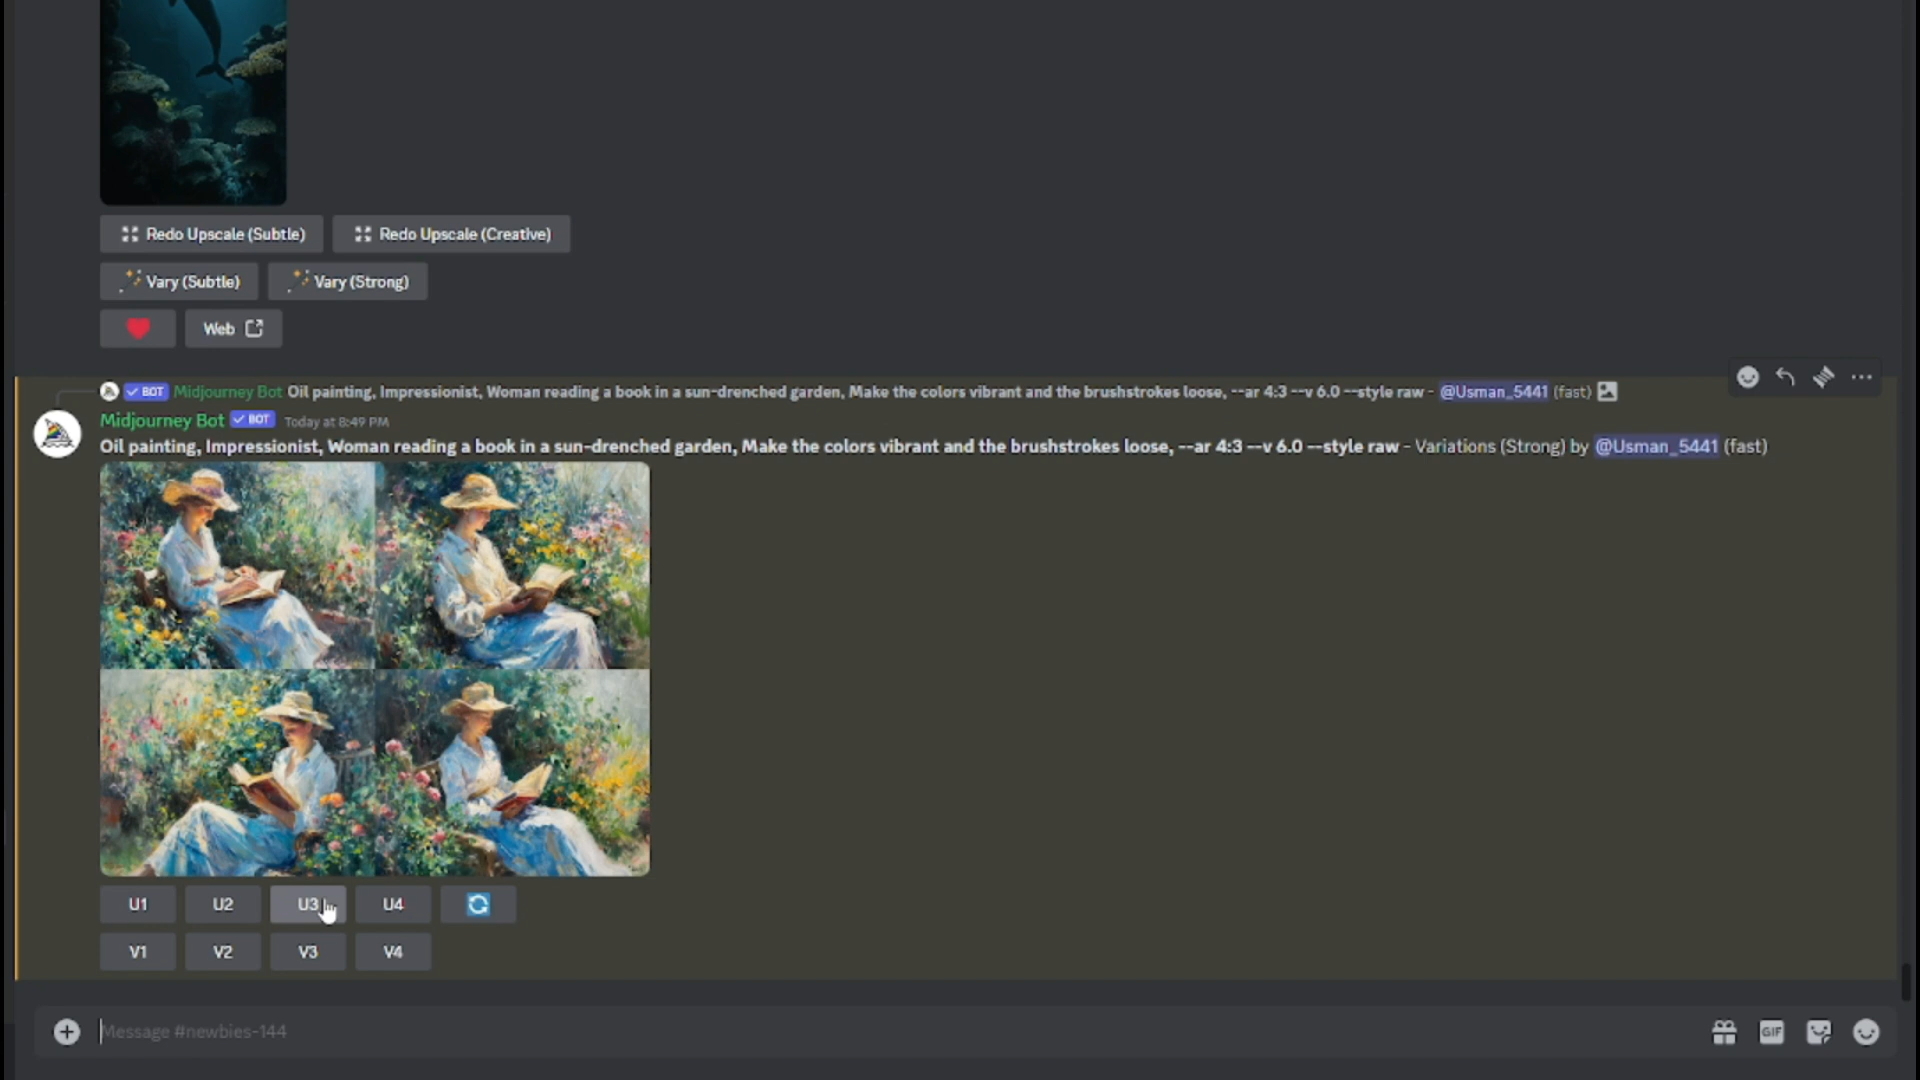 Redo Upscale (Subtle) Redo Upscale (Creative)
Vary (Subtle) Vary (Strong)
Web
BOT Midjourney Bot Oil painting, Impressionist, Woman reading a book in a sun-drenched garden, Make the colors vibrant and the brushstrokes loose, --ar 4:3 --v 6.0 --style raw - @Usman_5441 (fast)
Midjourney Bot BOT Today at 8:49 PM
Oil painting, Impressionist, Woman reading a book in a sun-drenched garden, Make the colors vibrant and the brushstrokes loose, --ar 4:3 --v 6.0 --style raw - Variations (Strong) by @Usman_5441 (fast)
U1 U2 U3 U4
V1 V2 V3 V4
Message #newbies-144 GIF